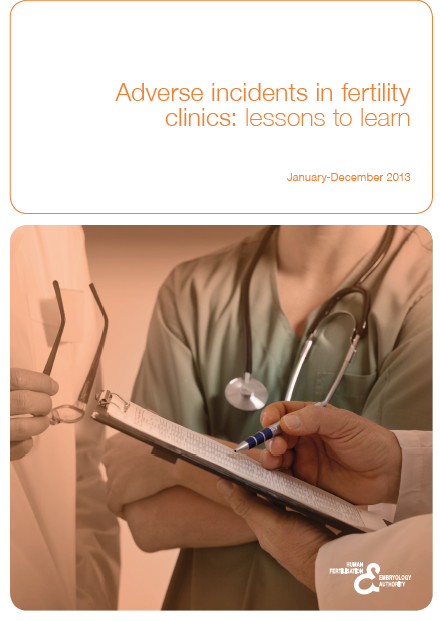 Adverse incidents in fertility
clinics: lessons to learn
January-December 2013
HUMAN
FERTILISATION
&
EMBRYOLOGY
AUTHORITY